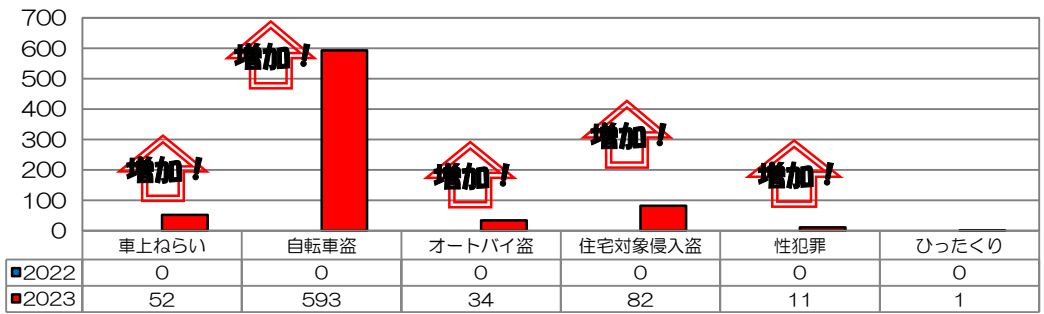 700
600
500
400
300
200
100
0
増加！
増加！
増加！
増加！
増加！
車上ねらい 自転車盗 オートバイ盗 住宅対象侵入盗 性犯罪 ひったくり
2022 0 0 0 0 0 0
2023 52 593 34 82 11 1